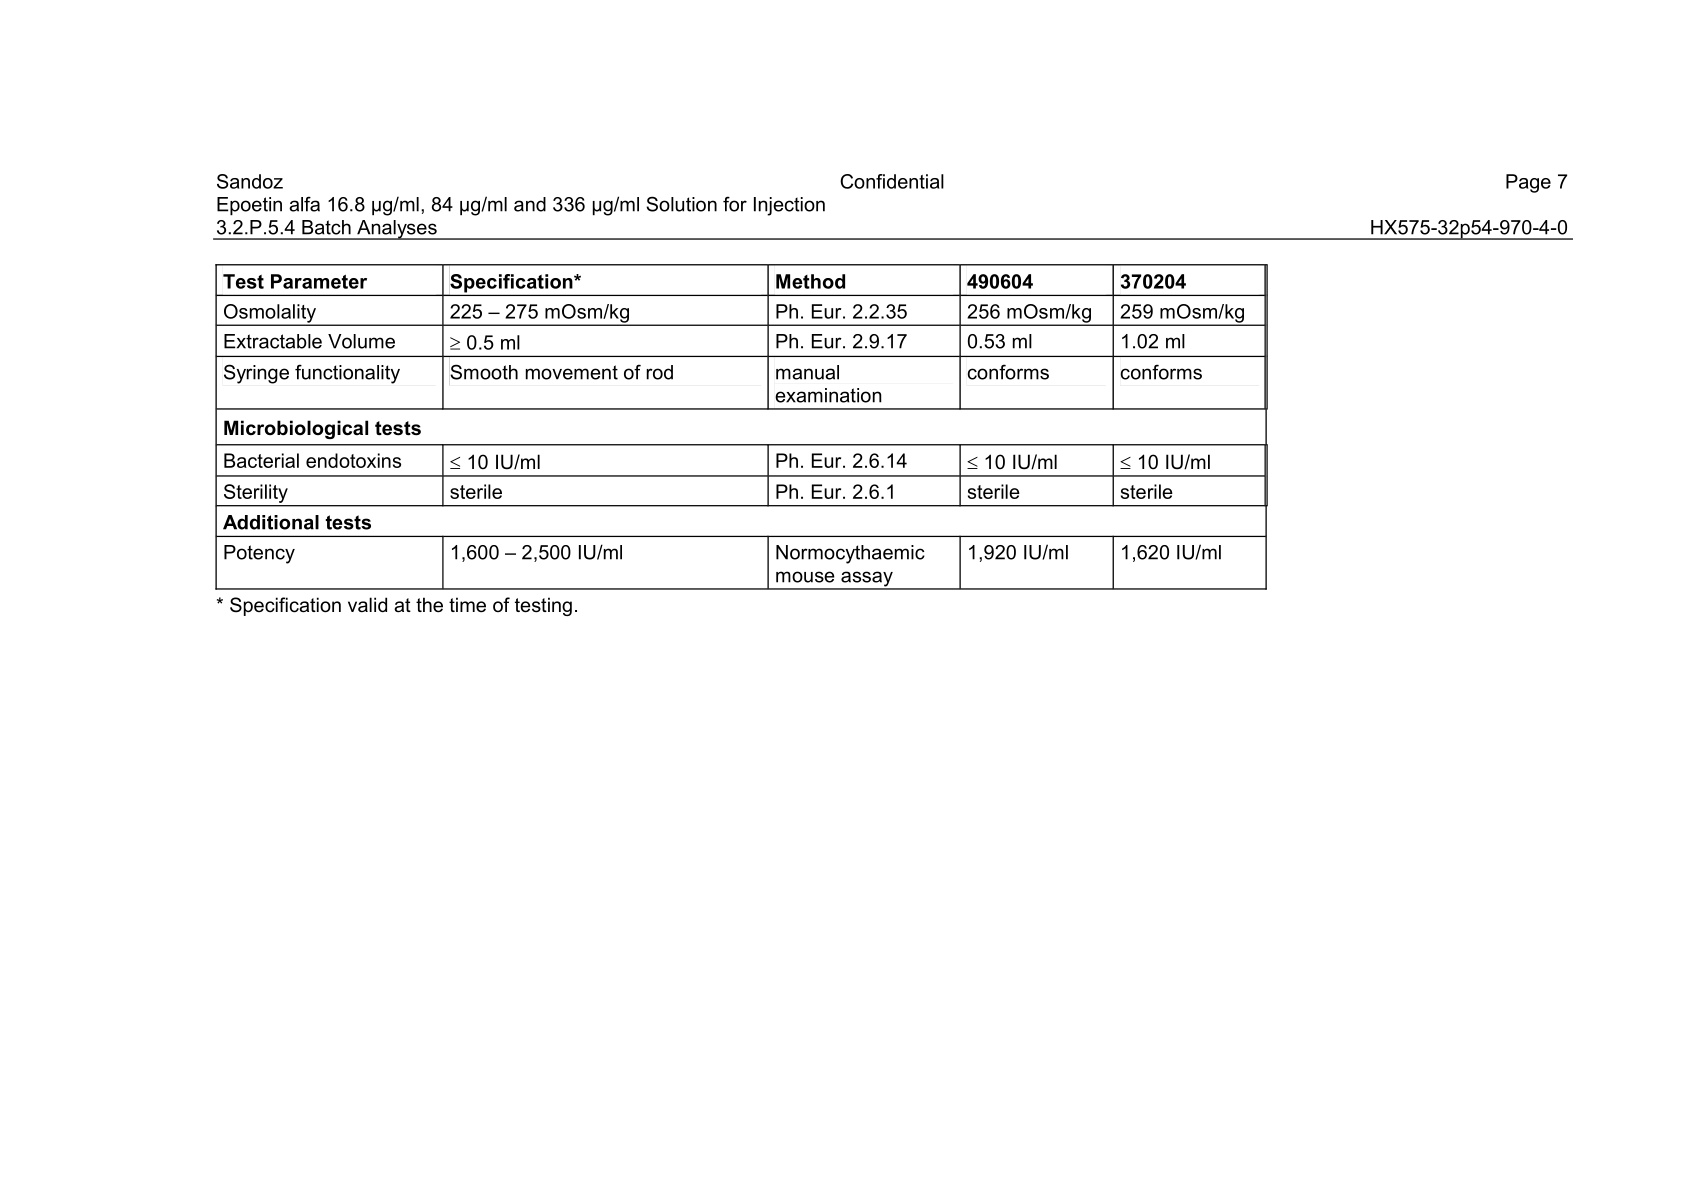 Sandoz Confidential Page 7
Epoetin alfa 16.8 µg/ml, 84 µg/ml and 336 µg/ml Solution for Injection
3.2.P.5.4 Batch Analyses HX575-32p54-970-4-0
Test Parameter Specification* Method 490604 370204
Osmolality 225 – 275 mOsm/kg Ph. Eur. 2.2.35 256 mOsm/kg 259 mOsm/kg
Extractable Volume ≥ 0.5 ml Ph. Eur. 2.9.17 0.53 ml 1.02 ml
Syringe functionality Smooth movement of rod manual conforms conforms
examination
Microbiological tests
Bacterial endotoxins ≤ 10 IU/ml Ph. Eur. 2.6.14 ≤ 10 IU/ml ≤ 10 IU/ml
Sterility sterile Ph. Eur. 2.6.1 sterile sterile
Additional tests
Potency 1,600 – 2,500 IU/ml Normocythaemic 1,920 IU/ml 1,620 IU/ml
mouse assay
* Specification valid at the time of testing.